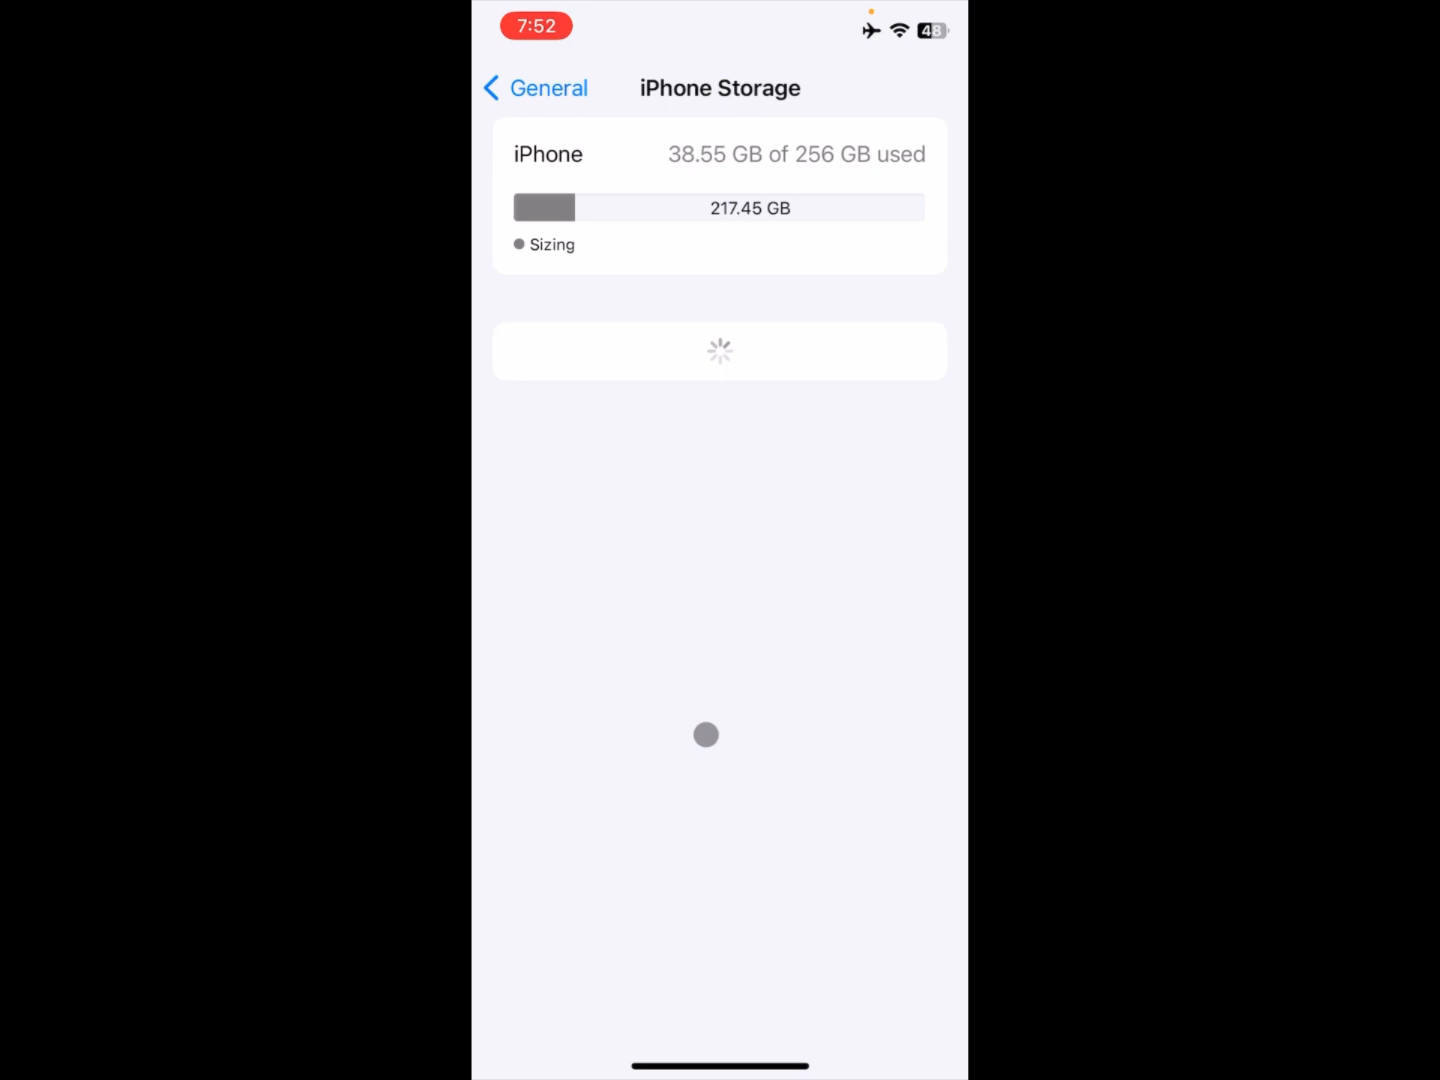 7:52
48
General
iPhone Storage
iPhone
38.55 GB of 256 GB used
217.45 GB
Sizing